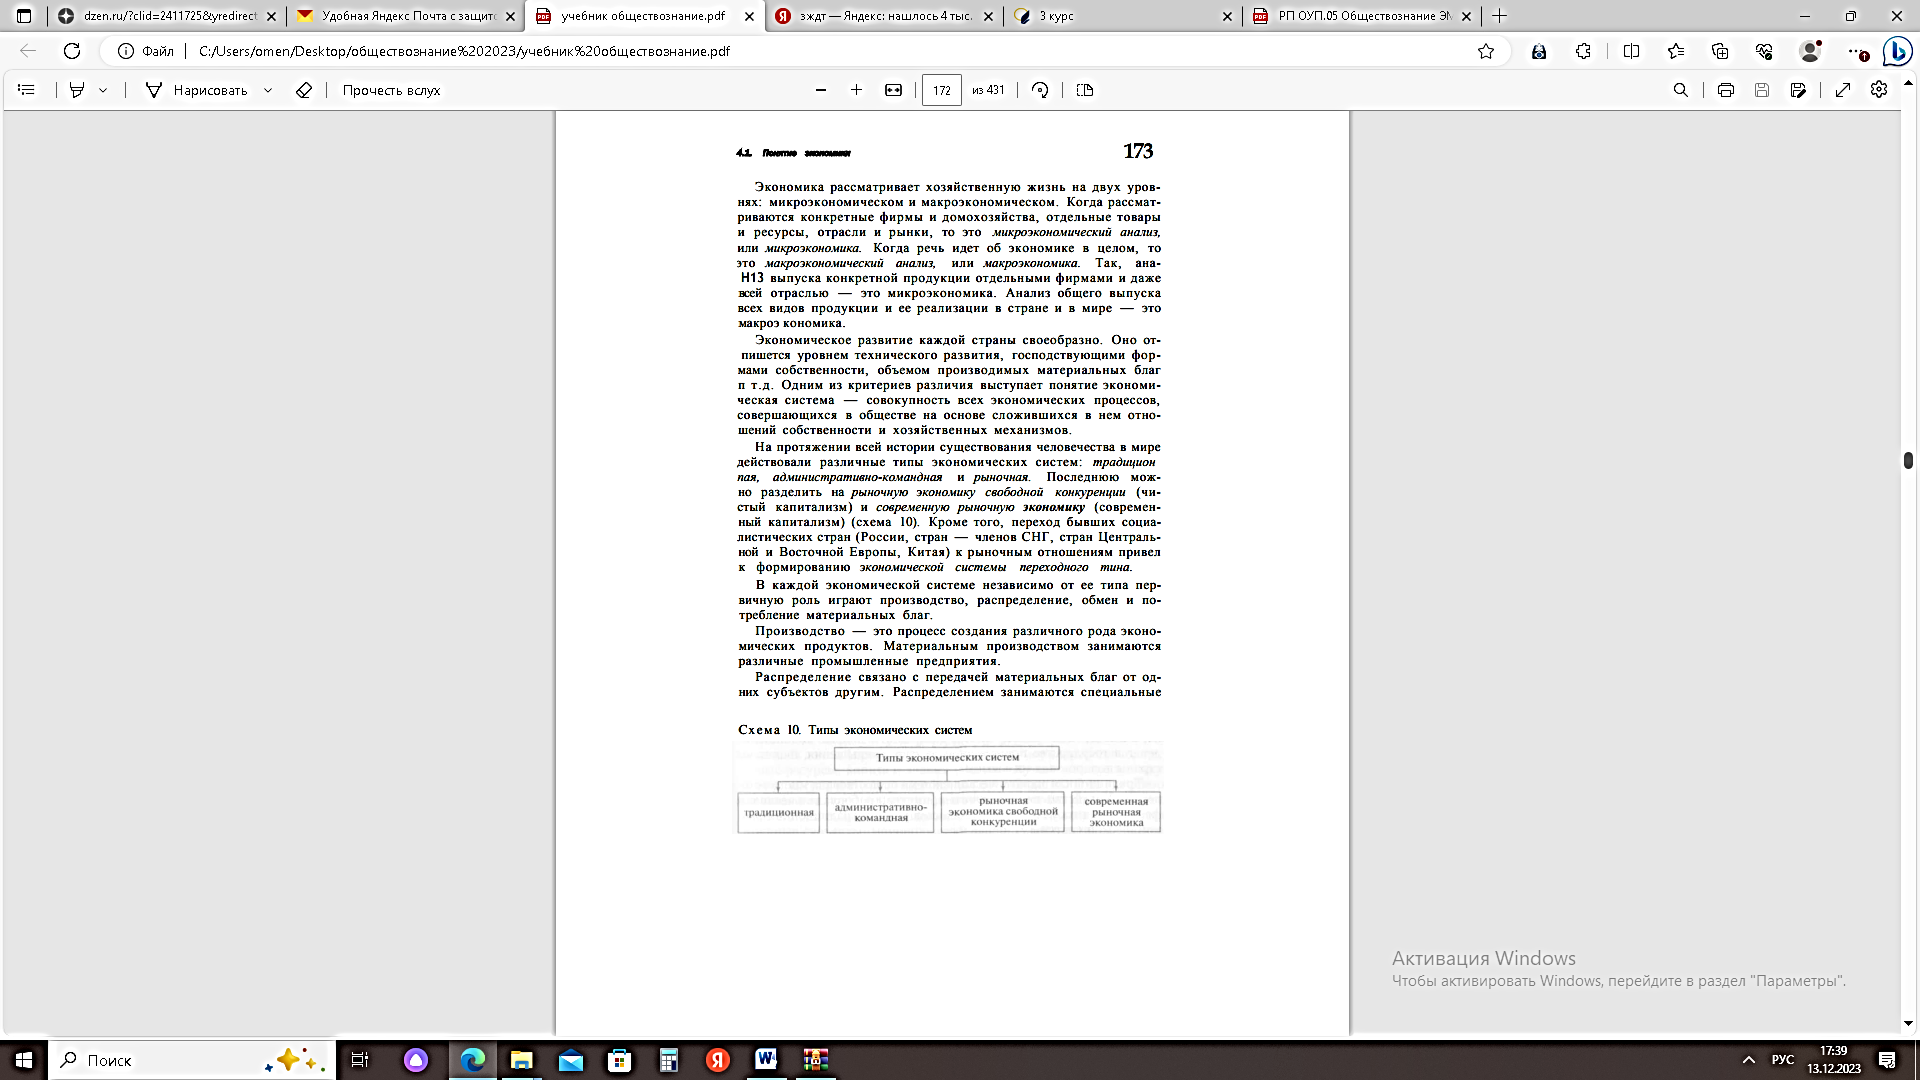 dzen.ru/?clid=2411725&yredirect
Удобная Яндекс Почта с защит
учебник обществознание.pdf
зждт — Яндекс: нашлось 4 тыс.
3 курс
РП ОУП.05 Обществознание ЭМ
Файл
C:/Users/omen/Desktop/обществознание%202023/учебник%20обществознание.pdf
Нарисовать
Прочесть вслух
172
из 431
4.1. Понятие экономики
173
Экономика рассматривает хозяйственную жизнь на двух уров-
нях: микроэкономическом и макроэкономическом. Когда рассмат-
риваются конкретные фирмы и домохозяйства, отдельные товары
и ресурсы, отрасли и рынки, то это микроэкономический анализ,
или микроэкономика. Когда речь идет об экономике в целом, то
это макроэкономический анализ, или макроэкономика. Так, ана-
Н13 выпуска конкретной продукции отдельными фирмами и даже
всей отраслью — это микроэкономика. Анализ общего выпуска
всех видов продукции и ее реализации в стране и в мире — это
макроэ кономика.
Экономическое развитие каждой страны своеобразно. Оно от-
пишется уровнем технического развития, господствующими фор-
мами собственности, объемом производимых материальных благ
п т.д. Одним из критериев различия выступает понятие экономи-
ческая система — совокупность всех экономических процессов,
совершающихся в обществе на основе сложившихся в нем отно-
шений собственности и хозяйственных механизмов.
На протяжении всей истории существования человечества в мире
действовали различные типы экономических систем: традицион
пая, административно-командная и рыночная. Последнюю мож-
но разделить на рыночную экономику свободной конкуренции (чи-
стый капитализм) и современную рыночную экономику (современ-
ный капитализм) (схема 10). Кроме того, переход бывших социа-
листических стран (России, стран — членов СНГ, стран Централь-
ной и Восточной Европы, Китая) к рыночным отношениям привел
к формированию экономической системы переходного тина.
В каждой экономической системе независимо от ее типа пер-
вичную роль играют производство, распределение, обмен и по-
требление материальных благ.
Производство — это процесс создания различного рода эконо-
мических продуктов. Материальным производством занимаются
различные промышленные предприятия.
Распределение связано с передачей материальных благ от од-
них субъектов другим. Распределением занимаются специальные
Схема 10. Типы экономических систем
Типы экономических систем
традиционная
административно-
командная
рыночная
экономика свободной
конкуренции
современная
рыночная
экономика
Активация Windows
Чтобы активировать Windows, перейдите в раздел "Параметры".
Поиск
РУС
17:39
13.12.2023